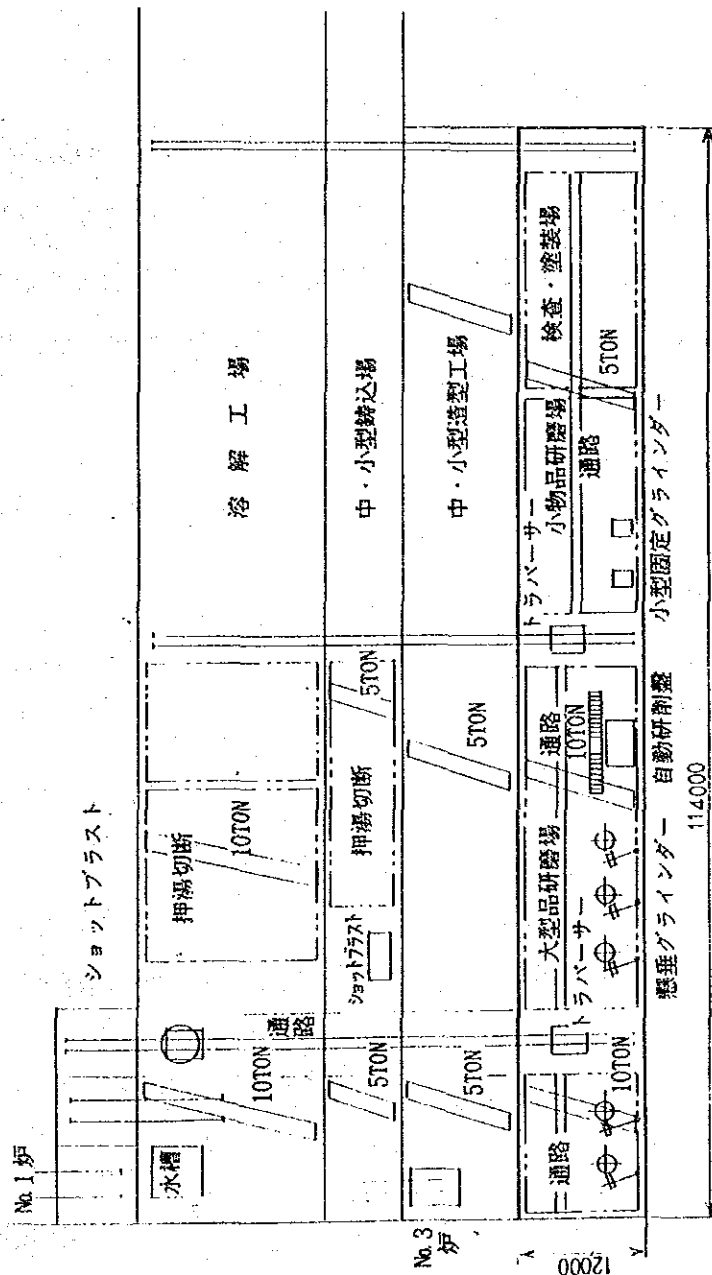 No.1炉
ショットブラスト
水槽
通路
10TON
押湯切断
10TON
溶解工場
5TON
ショットブラスト
押湯切断
5TON
中・小型鋳込場
No.3炉
5TON
5TON
中・小型造型工場
通路
10TON
トラバーサー
大型品研磨場
通路
10TON
トラバーサー
小物品研磨場
通路
検査・塗装場
5TON
懸垂グラインダー
自動研削盤
小型固定グラインダー
12000
114000